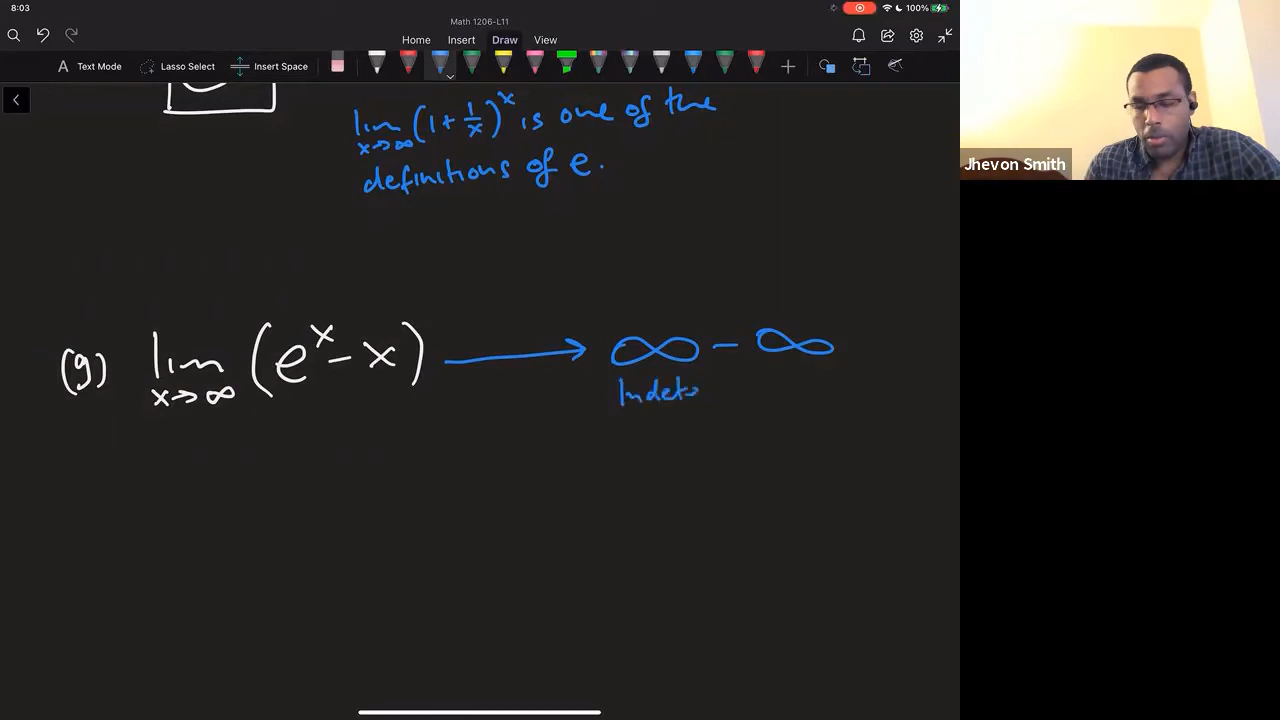 8:03
100%
Math 1206-L11
Home Insert Draw View
Text Mode Lasso Select Insert Space
lim x→∞ (1 + 1/x)^x is one of the
definitions of e.
Jhevon Smith
(g) lim x→∞ (e^x - x) → ∞ - ∞
Indet